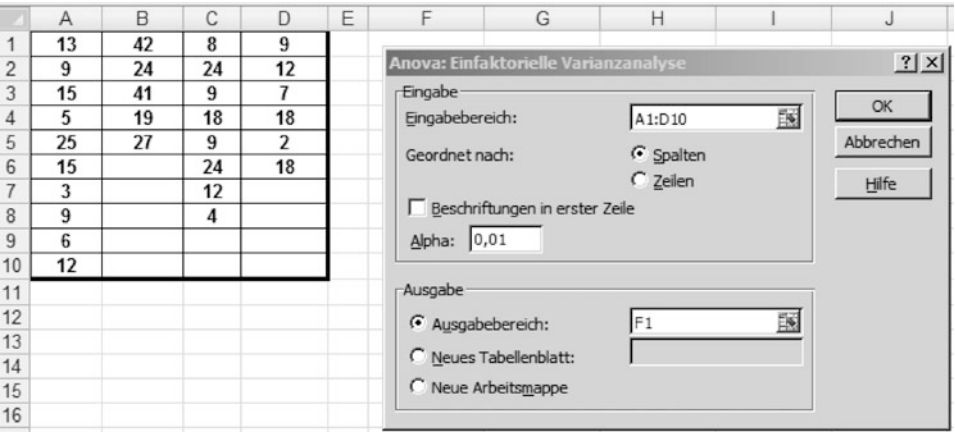 A B C D E F G H I J
1 13 42 8 9
2 9 24 24 12
3 15 41 9 7
4 5 19 18 18
5 25 27 9 2
6 15 24 18
7 3 12
8 9 4
9 6
10 12
11
12
13
14
15
16
Anova: Einfaktorielle Varianzanalyse
Eingabe
Eingabebereich: A1:D10
Geordnet nach: Spalten
Zeilen
Beschriftungen in erster Zeile
Alpha: 0,01
Ausgabe
Ausgabebereich: F1
Neues Tabellenblatt:
Neue Arbeitsmappe
OK
Abbrechen
Hilfe